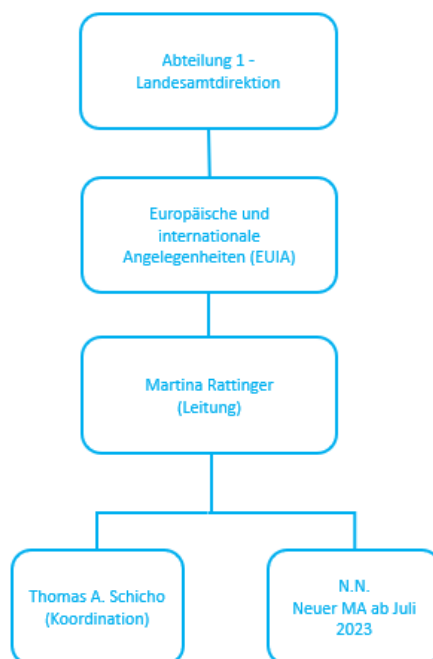 Abteilung 1 -
Landesamtdirektion
Europäische und
internationale
Angelegenheiten (EUIA)
Martina Rattinger
(Leitung)
Thomas A. Schicho
(Koordination)
N.N.
Neuer MA ab Juli
2023